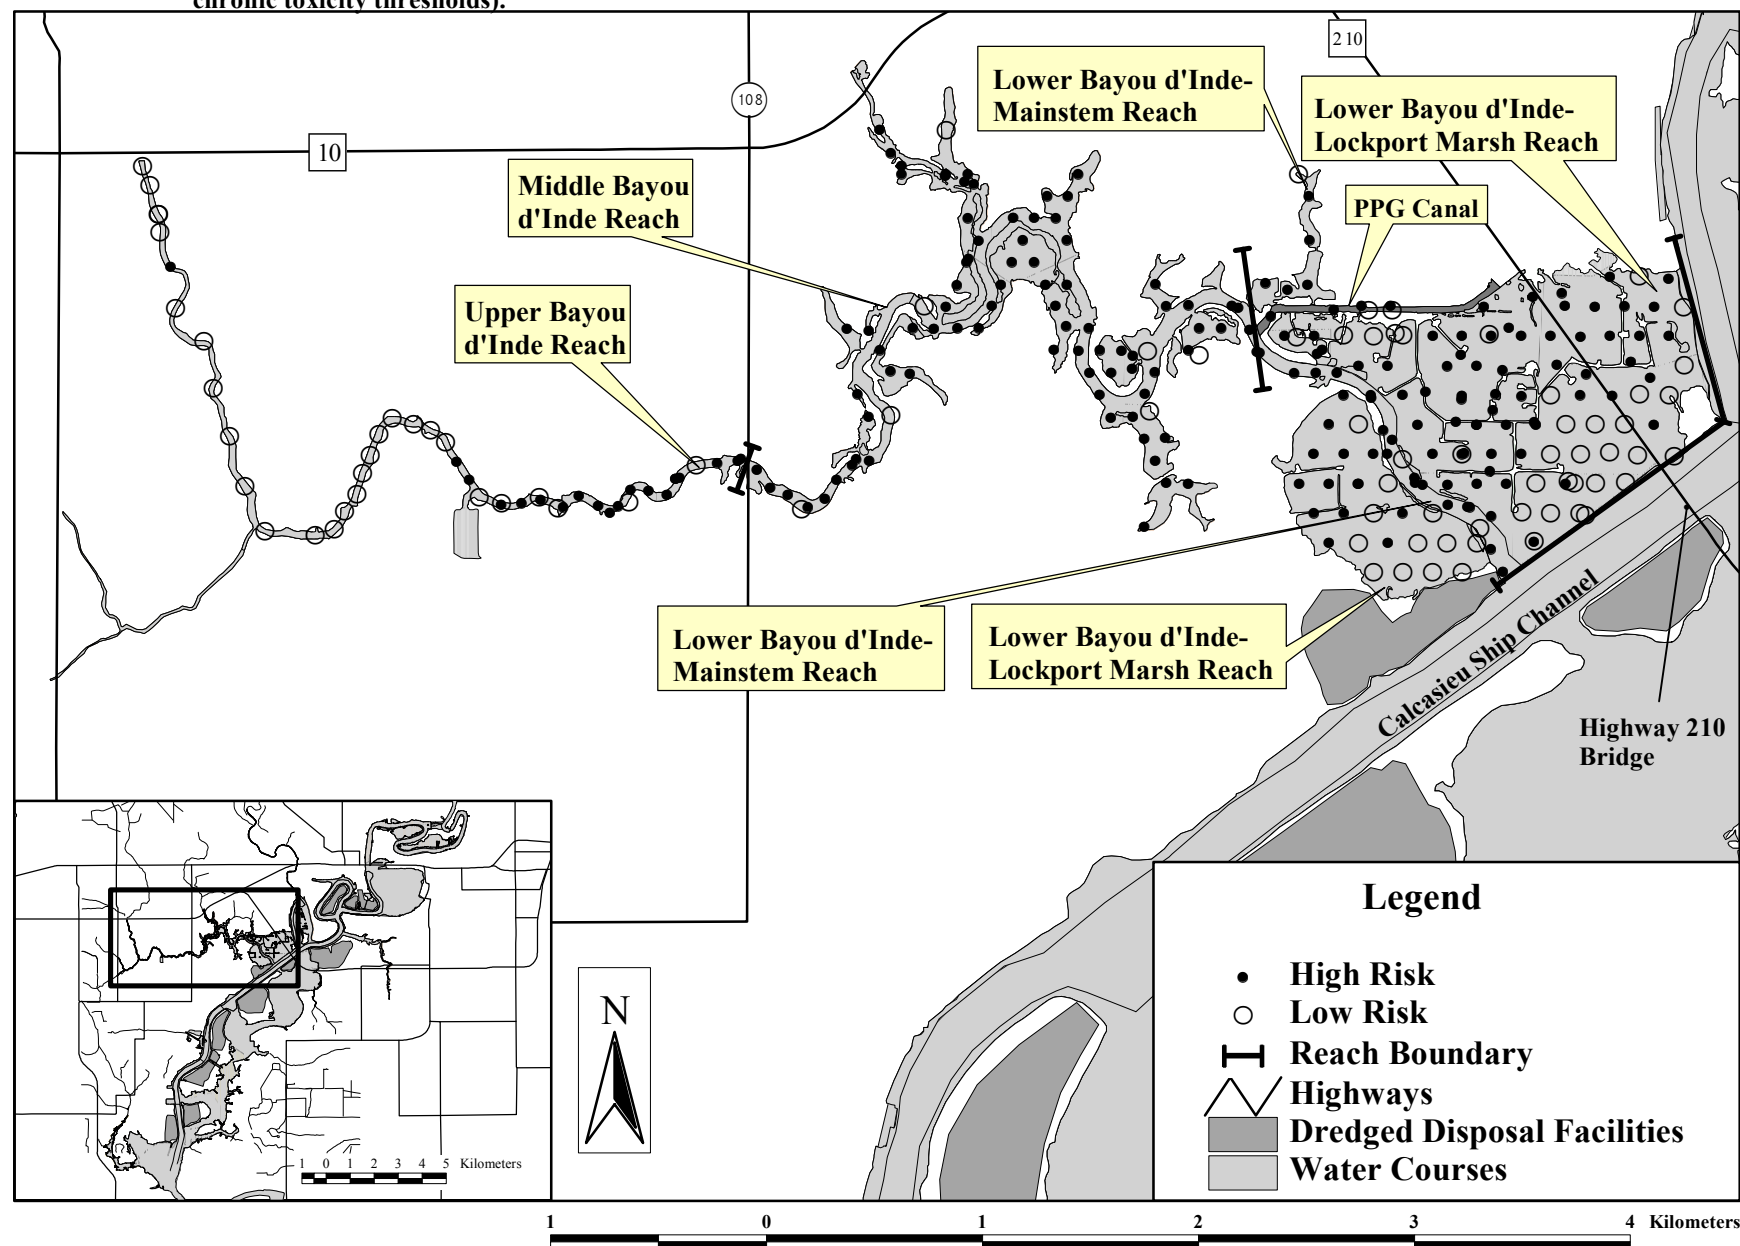 chronic toxicity thresholds).
210
108
10
Lower Bayou d'Inde-
Mainstem Reach
Lower Bayou d'Inde-
Lockport Marsh Reach
Middle Bayou
d'Inde Reach
PPG Canal
Upper Bayou
d'Inde Reach
Lower Bayou d'Inde-
Mainstem Reach
Lower Bayou d'Inde-
Lockport Marsh Reach
Calcasieu Ship Channel
Highway 210
Bridge
Legend
High Risk
Low Risk
Reach Boundary
Highways
Dredged Disposal Facilities
Water Courses
N
1 0 1 2 3 4 5 Kilometers
1 0 1 2 3 4 Kilometers